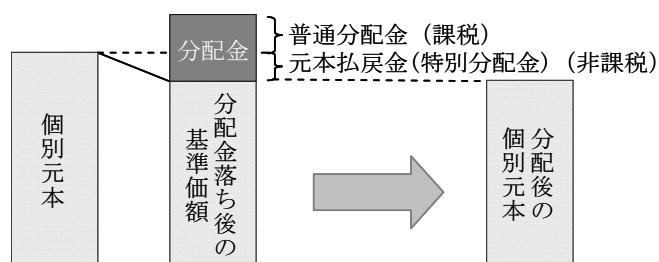 分配金
普通分配金（課税）
元本払戻金(特別分配金)（非課税）
個別元本
分配金落ち後の
基準価額
分配後の
個別元本